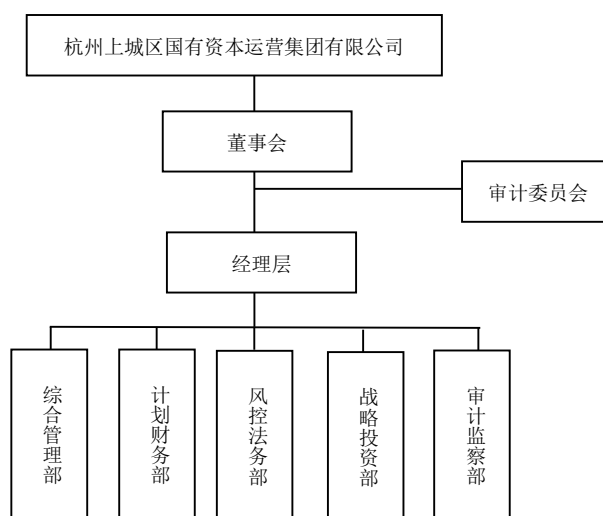 杭州上城区国有资本运营集团有限公司
董事会
审计委员会
经理层
综合管理部
计划财务部
风控法务部
战略投资部
审计监察部